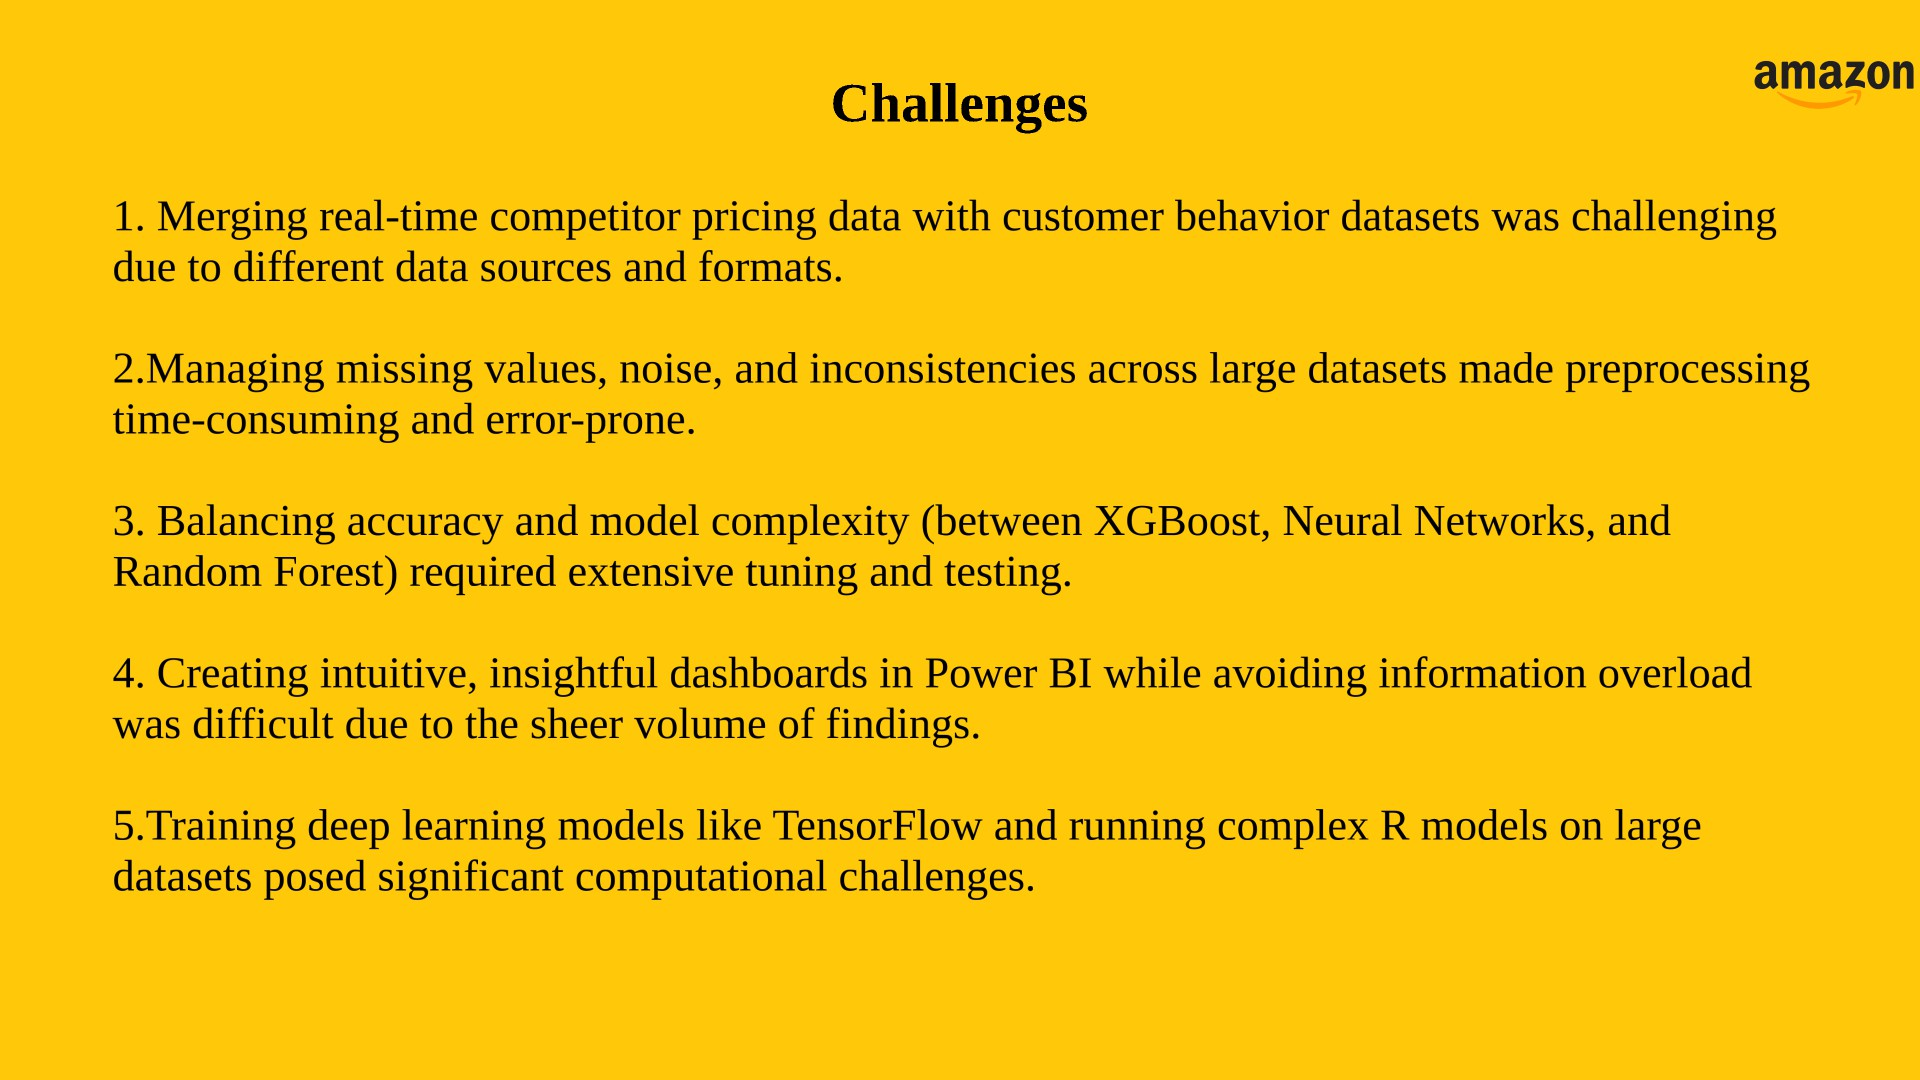 amazon
Challenges
1. Merging real-time competitor pricing data with customer behavior datasets was challenging
due to different data sources and formats.
2.Managing missing values, noise, and inconsistencies across large datasets made preprocessing
time-consuming and error-prone.
3. Balancing accuracy and model complexity (between XGBoost, Neural Networks, and
Random Forest) required extensive tuning and testing.
4. Creating intuitive, insightful dashboards in Power BI while avoiding information overload
was difficult due to the sheer volume of findings.
5.Training deep learning models like TensorFlow and running complex R models on large
datasets posed significant computational challenges.